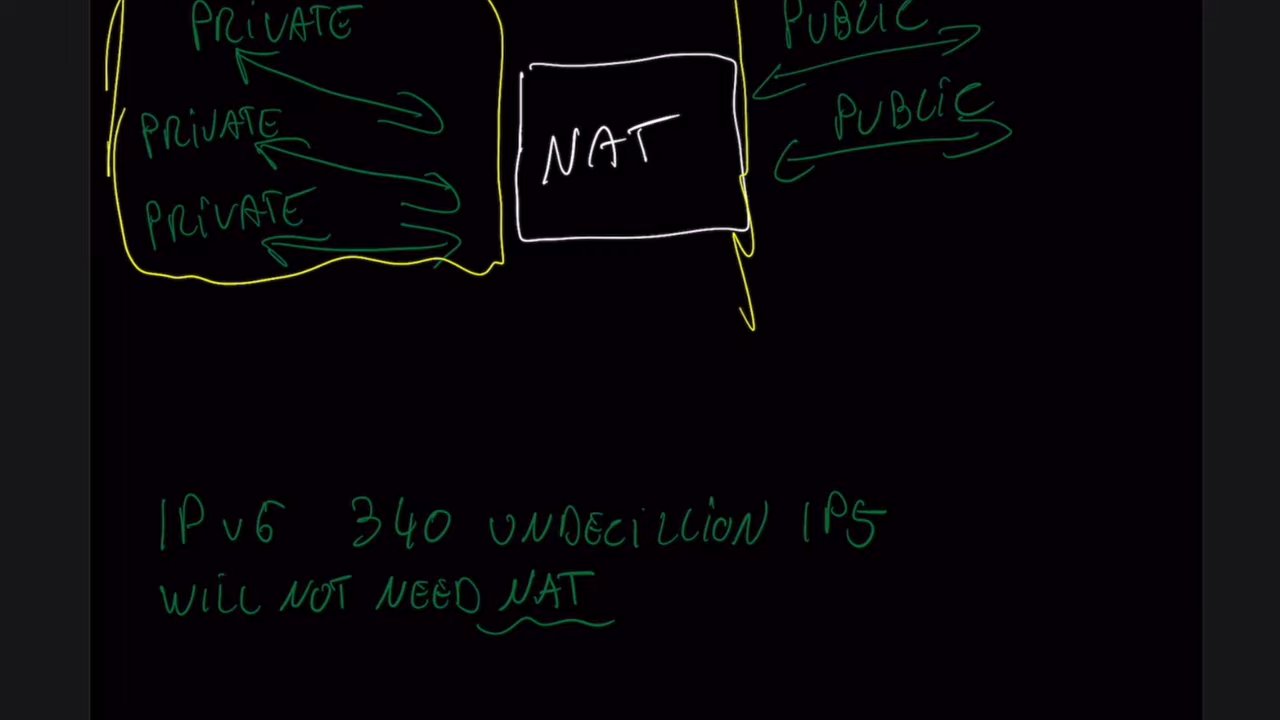 PRIVATE
PUBLIC
PRIVATE
NAT
PUBLIC
PRIVATE
IPv6 340 UNDECILLION IPS
WILL NOT NEED NAT